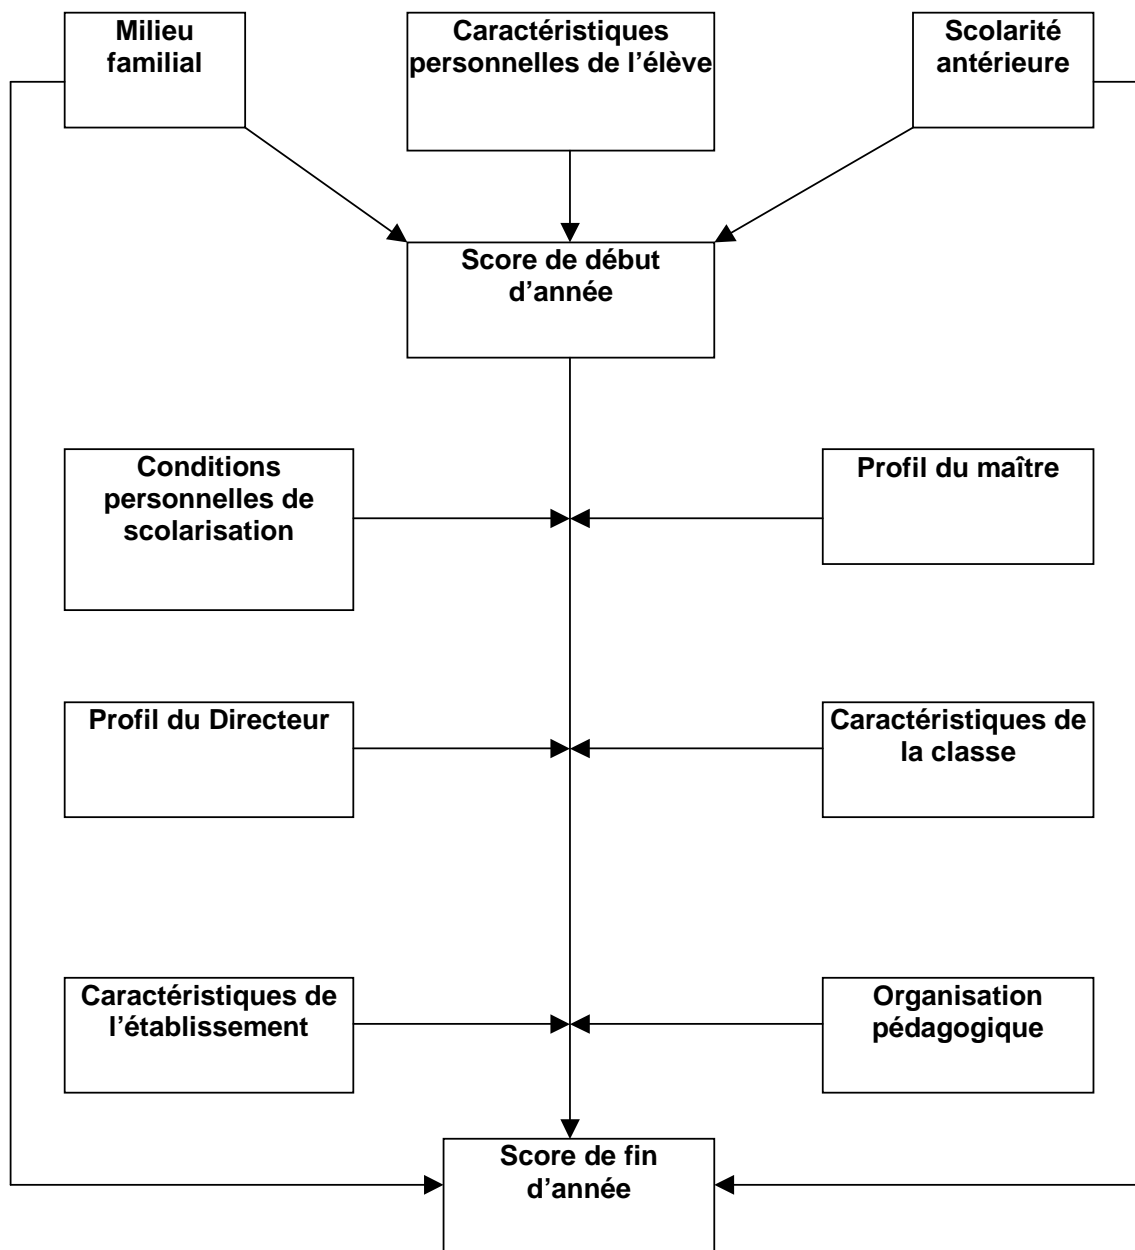 Milieu
familial
Caractéristiques
personnelles de l’élève
Scolarité
antérieure
Score de début
d’année
Conditions
personnelles de
scolarisation
Profil du maître
Profil du Directeur
Caractéristiques de
la classe
Caractéristiques de
l’établissement
Organisation
pédagogique
Score de fin
d’année